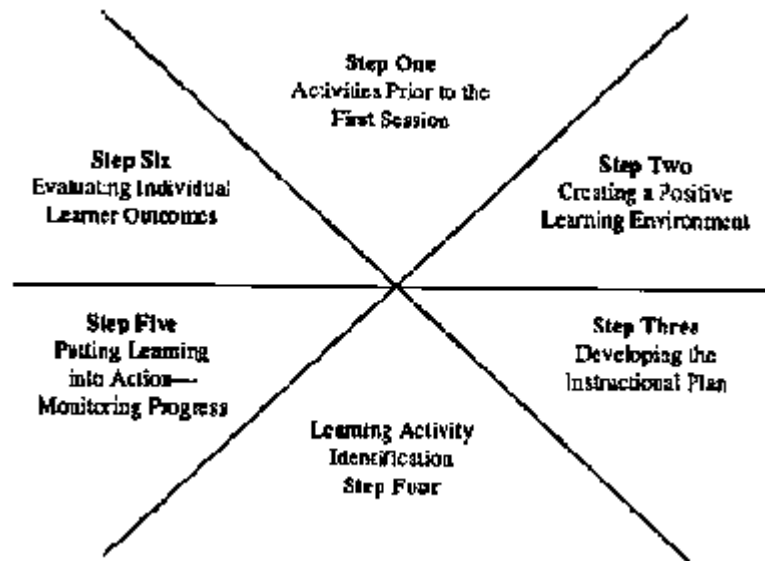 Step One
Activities Prior to the
First Session
Step Two
Creating a Positive
Learning Environment
Step Three
Developing the
Instructional Plan
Learning Activity
Identification
Step Four
Step Five
Putting Learning
into Action—
Monitoring Progress
Step Six
Evaluating Individual
Learner Outcomes